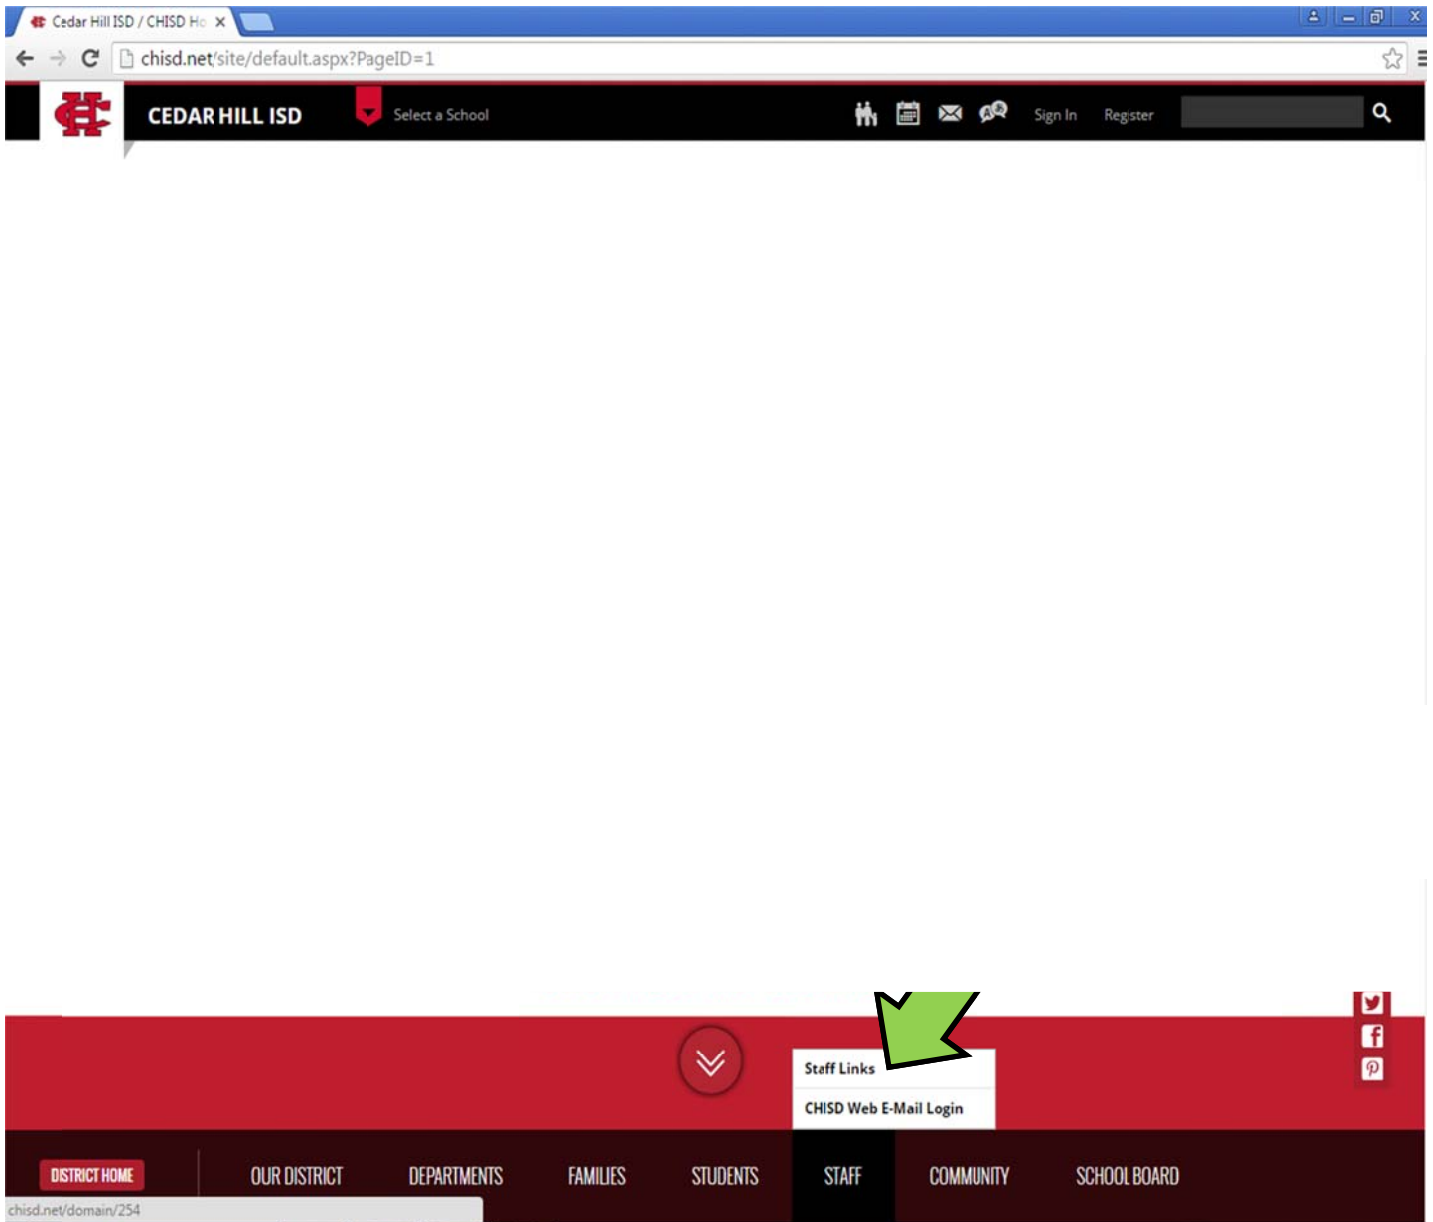 Cedar Hill ISD / CHISD Ho
chisd.net/site/default.aspx?PageID=1
CEDAR HILL ISD
Select a School
Sign In
Register
Staff Links
CHISD Web E-Mail Login
DISTRICT HOME
OUR DISTRICT
DEPARTMENTS
FAMILIES
STUDENTS
STAFF
COMMUNITY
SCHOOL BOARD
chisd.net/domain/254